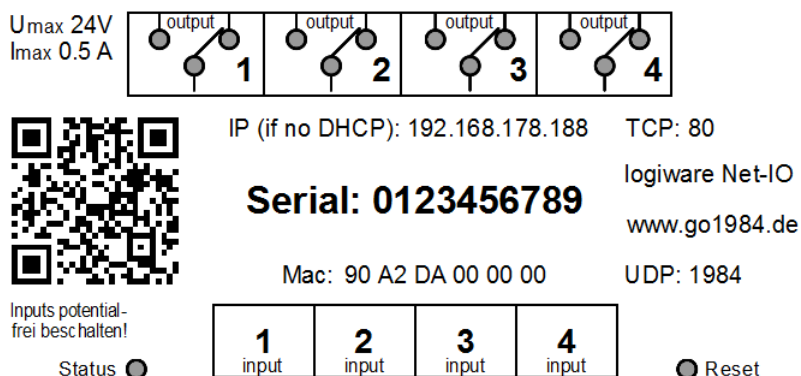 Umax 24V
Imax 0.5 A
output output output output
1 2 3 4
IP (if no DHCP): 192.168.178.188 TCP: 80
logiware Net-IO
Serial: 0123456789
www.go1984.de
Mac: 90 A2 DA 00 00 00 UDP: 1984
Inputs potential-
frei beschalten!
1 2 3 4
input input input input
Status Reset